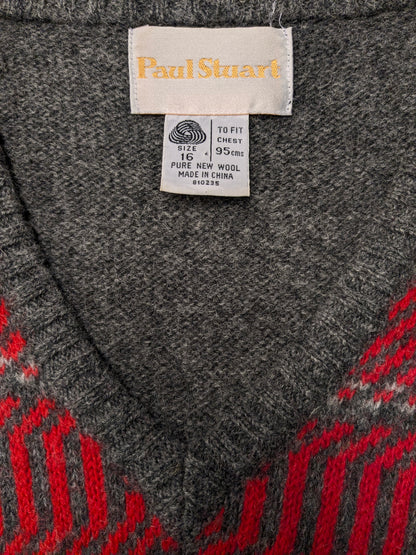 Paul Stuart
SIZE
16
TO FIT
CHEST
95cms
PURE NEW WOOL
MADE IN CHINA
810235